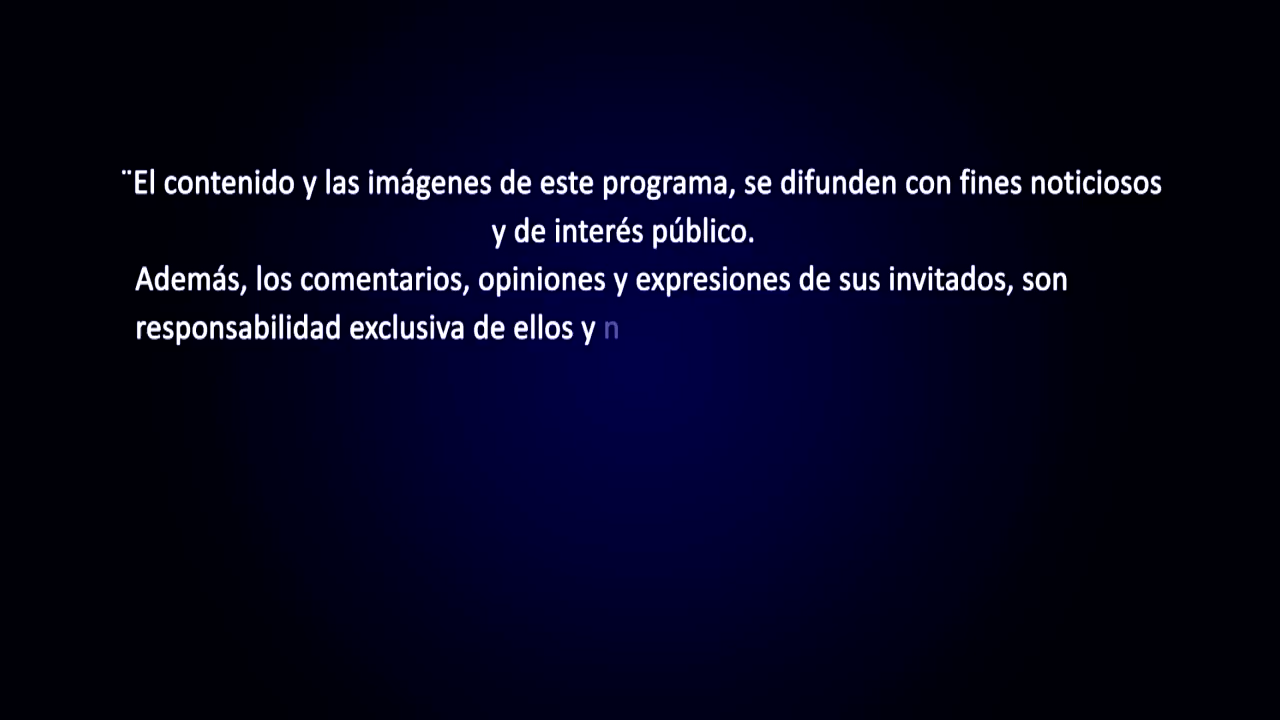 ¨El contenido y las imágenes de este programa, se difunden con fines noticiosos
y de interés público.
Además, los comentarios, opiniones y expresiones de sus invitados, son
responsabilidad exclusiva de ellos y n